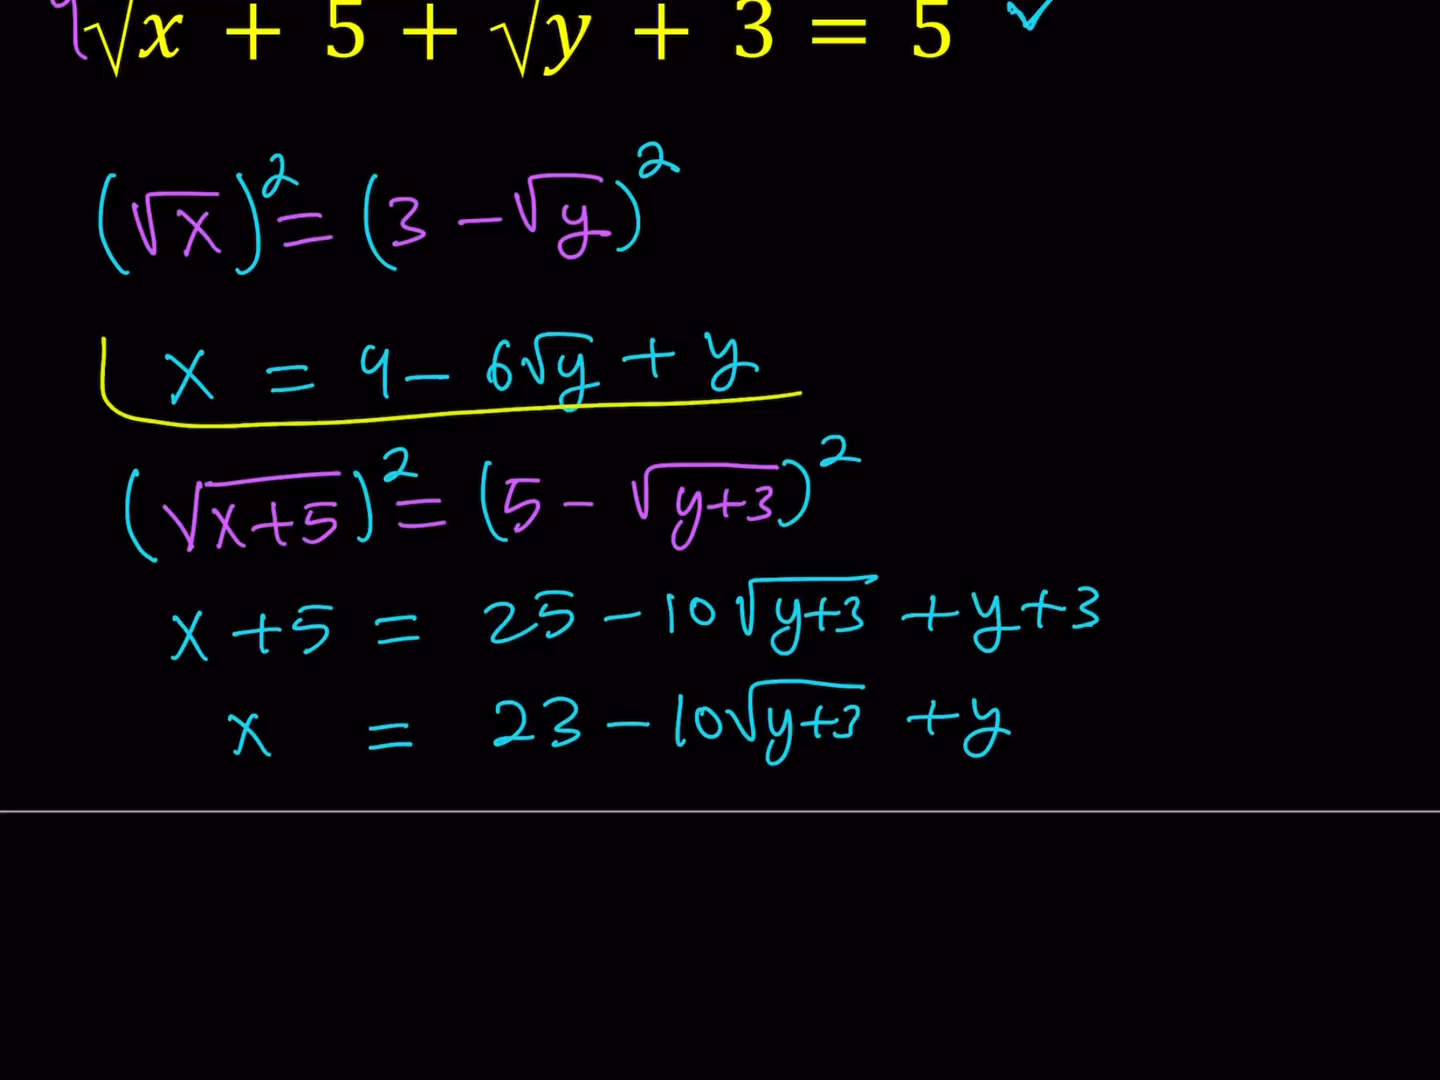 √x + 5 + √y + 3 = 5 ✓
(√x)² = (3 − √y)²
x = 9 − 6√y + y
(√(x+5))² = (5 − √(y+3))²
x + 5 = 25 − 10√(y+3) + y + 3
x = 23 − 10√(y+3) + y